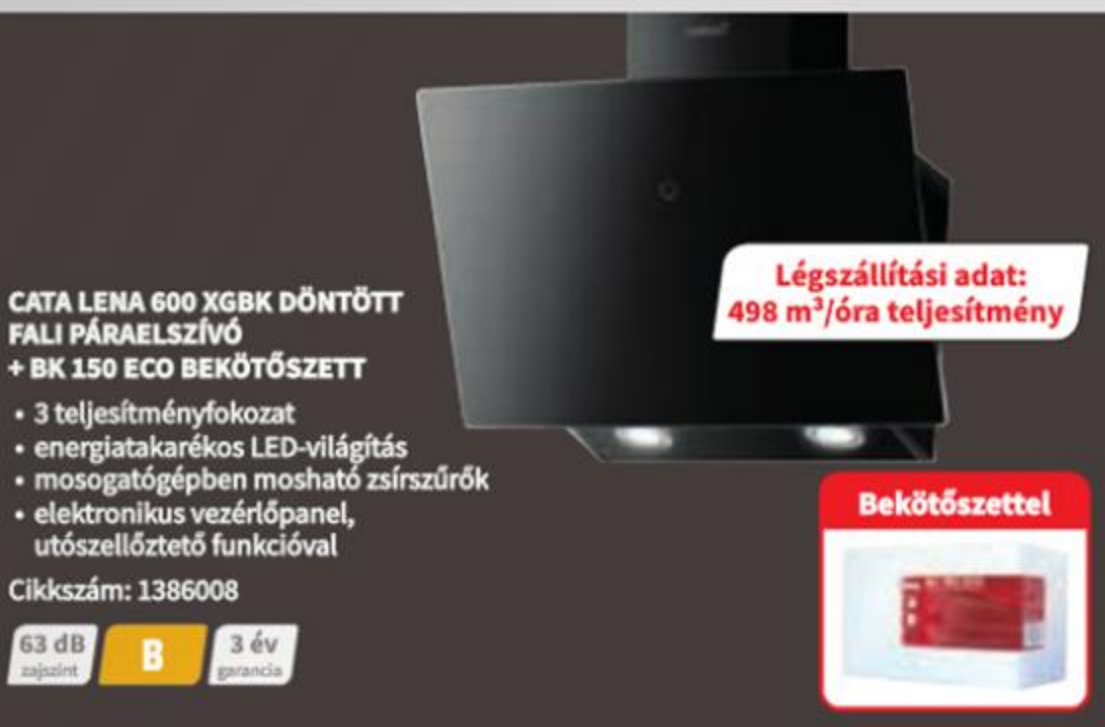 Légszállítási adat:
498 m³/óra teljesítmény
CATA LENA 600 XGBK DÖNTÖTT
FALI PÁRAELSZÍVÓ
+ BK 150 ECO BEKÖTŐSZETT
• 3 teljesítményfokozat
• energiatakarékos LED-világítás
• mosogatógépben mosható zsírszűrők
• elektronikus vezérlőpanel,
utószellőztető funkcióval
Cikkszám: 1386008
63 dB
zajszint
B
3 év
garancia
Bekötőszettel